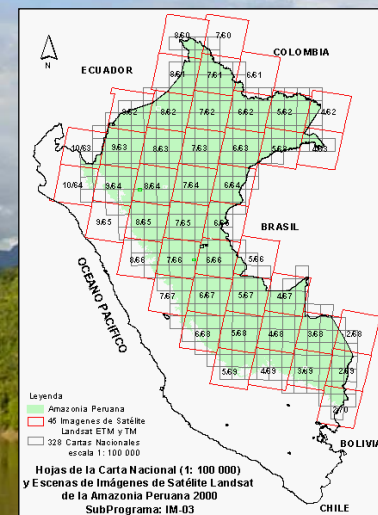 8.60 7.60
COLOMBIA
N
ECUADOR
8.61 7.61 6.61
9.62 8.62 7.62 6.62 5.62 4.62
10/63 9.63 8.63 7.63 6.63 5.63 4.63
10/64 9.64 8.64 7.64 6.64
9.65 8.65 7.65 6.65
BRASIL
8.66 7.66 6.66 5.66
OCEANO PACIFICO
7.67 6.67 5.67 4.67
6.68 5.68 4.68 3.68 2.68
5.69 4.69 3.69 2.69
2.70
Leyenda
Amazonia Peruana
45 Imagenes de Satélite
Landsat ETM y TM
328 Cartas Nacionales
escala 1: 100 000
BOLIVIA
Hojas de la Carta Nacional (1: 100 000)
y Escenas de Imágenes de Satélite Landsat
de la Amazonia Peruana 2000
SubPrograma: IM-03
CHILE